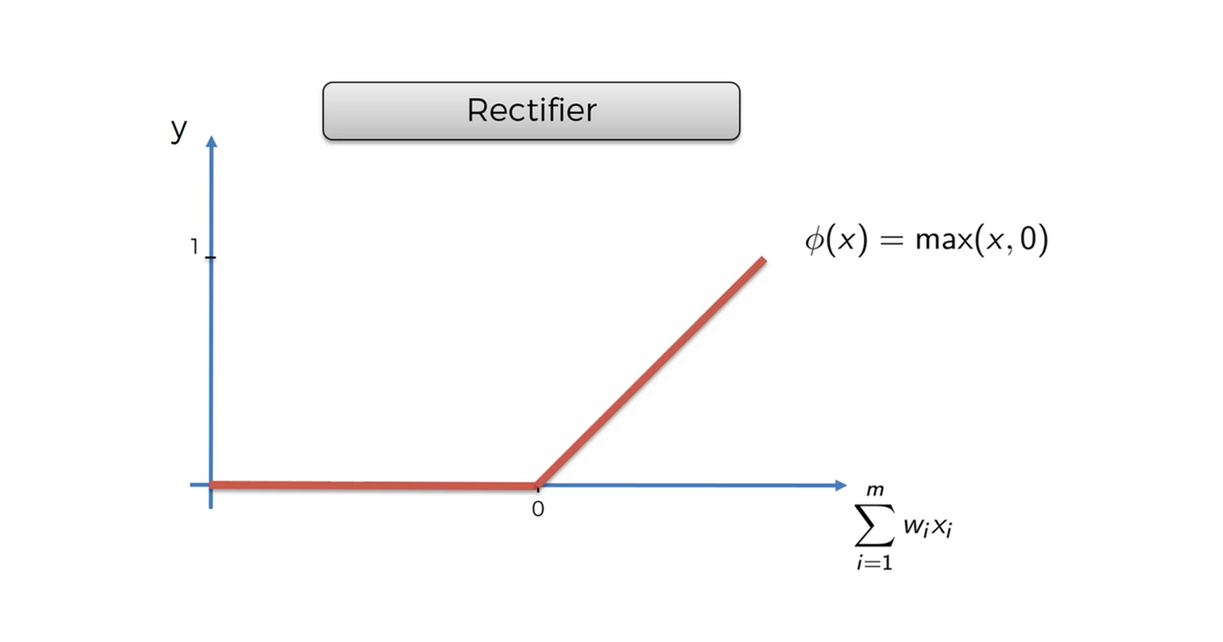 Rectifier
y
1
ϕ(x) = max(x, 0)
0
m
∑ wᵢxᵢ
i=1